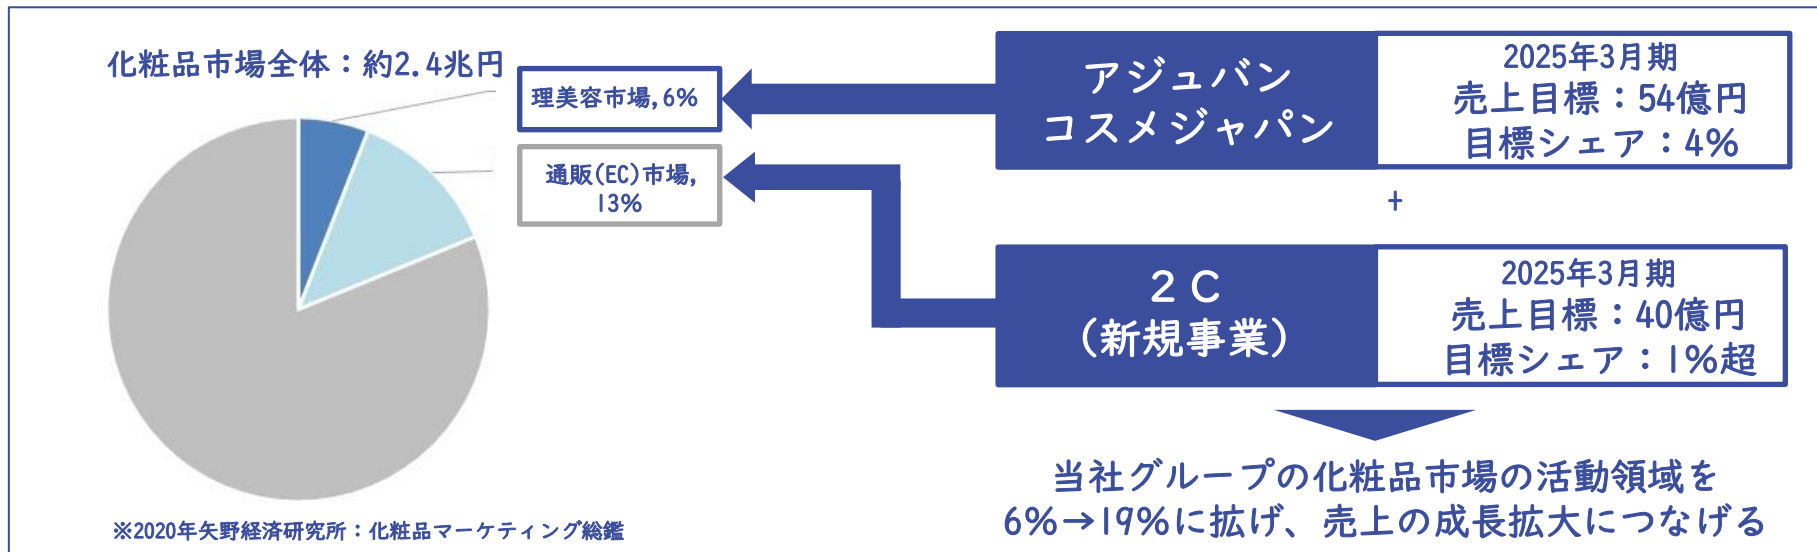 化粧品市場全体：約2.4兆円
理美容市場, 6%
通販(EC)市場,
13%
※2020年矢野経済研究所：化粧品マーケティング総鑑
アジュバン
コスメジャパン
2025年3月期
売上目標：54億円
目標シェア：4%
+
２Ｃ
（新規事業）
2025年3月期
売上目標：40億円
目標シェア：1%超
当社グループの化粧品市場の活動領域を
6%→19%に拡げ、売上の成長拡大につなげる